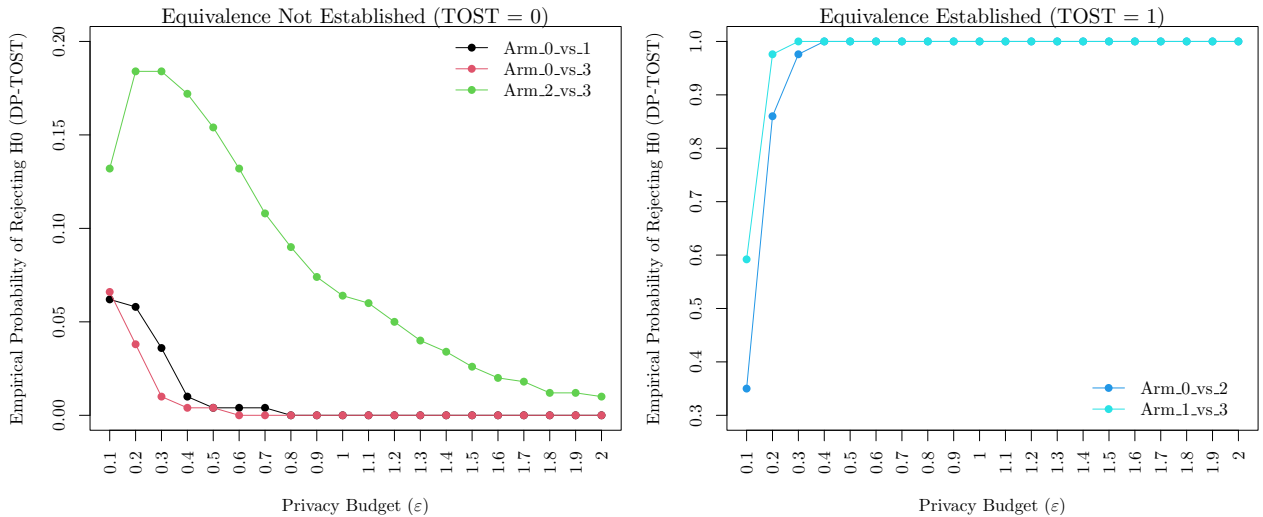 Equivalence Not Established (TOST = 0)
Empirical Probability of Rejecting H0 (DP-TOST)
0.20
0.15
0.10
0.05
0.00
Arm_0_vs_1
Arm_0_vs_3
Arm_2_vs_3
0.1 0.2 0.3 0.4 0.5 0.6 0.7 0.8 0.9 1 1.1 1.2 1.3 1.4 1.5 1.6 1.7 1.8 1.9 2
Privacy Budget (ε)
Equivalence Established (TOST = 1)
Empirical Probability of Rejecting H0 (DP-TOST)
1.0
0.9
0.8
0.7
0.6
0.5
0.4
0.3
Arm_0_vs_2
Arm_1_vs_3
0.1 0.2 0.3 0.4 0.5 0.6 0.7 0.8 0.9 1 1.1 1.2 1.3 1.4 1.5 1.6 1.7 1.8 1.9 2
Privacy Budget (ε)